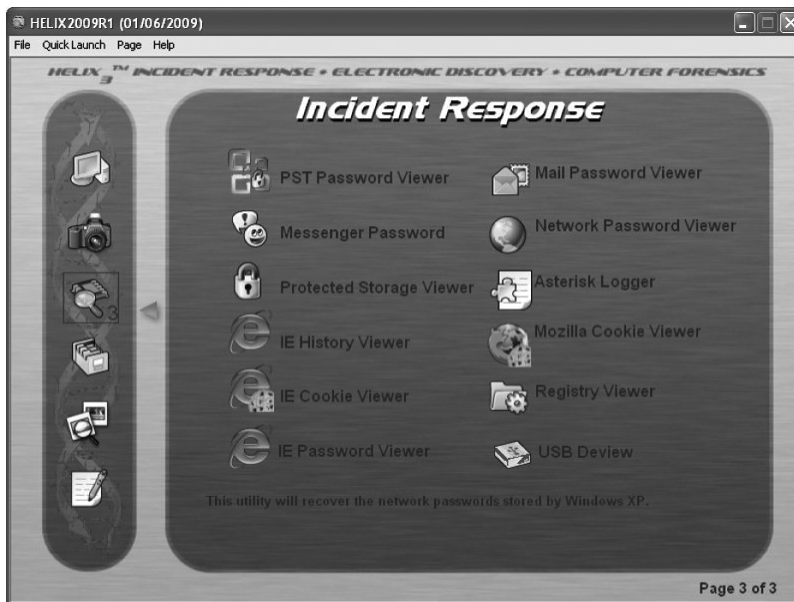 HELIX2009R1 (01/06/2009)
File Quick Launch Page Help
HELIX3™ INCIDENT RESPONSE • ELECTRONIC DISCOVERY • COMPUTER FORENSICS
Incident Response
PST Password Viewer
Mail Password Viewer
Messenger Password
Network Password Viewer
Protected Storage Viewer
Asterisk Logger
IE History Viewer
Mozilla Cookie Viewer
IE Cookie Viewer
Registry Viewer
IE Password Viewer
USB Deview
3
This utility will recover the network passwords stored by Windows XP.
Page 3 of 3